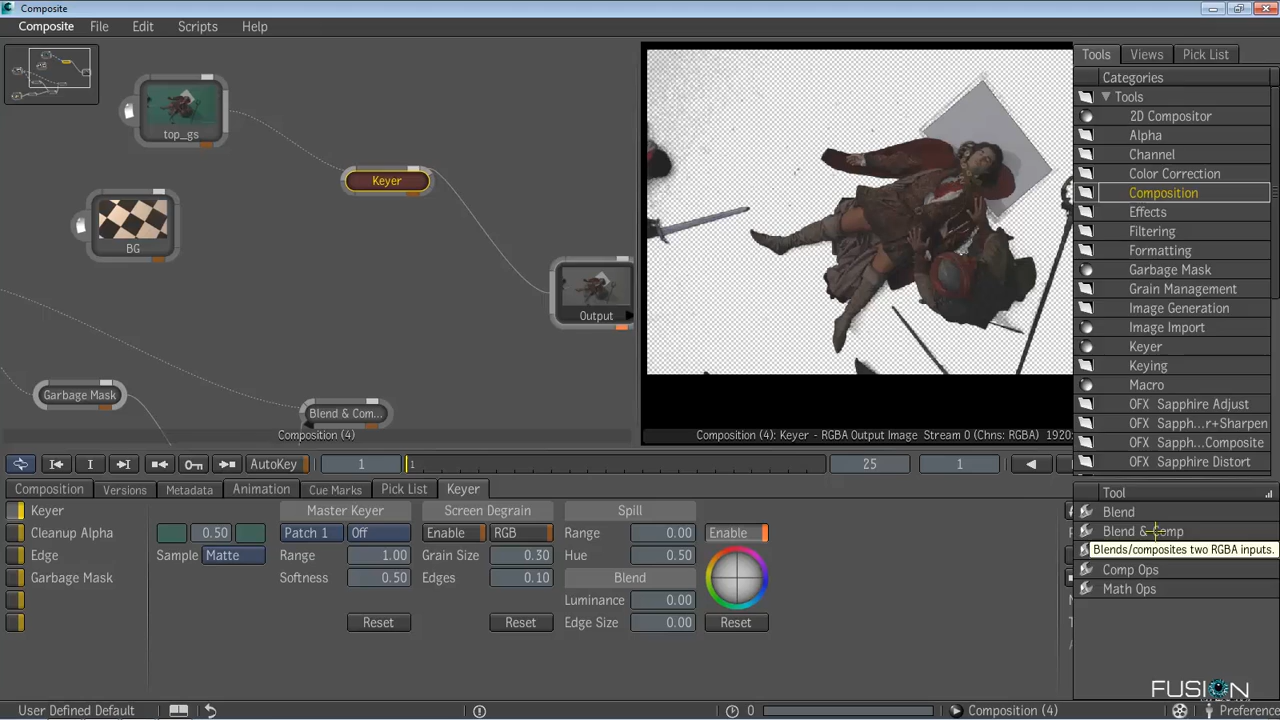 Composite
Composite File Edit Scripts Help
top_gs
BG
Keyer
Output
Garbage Mask
Blend & Com...
Composition (4)
Composition (4): Keyer - RGBA Output Image Stream 0 (Chns: RGBA) 1920:
Tools Views Pick List
Categories
Tools
2D Compositor
Alpha
Channel
Color Correction
Composition
Effects
Filtering
Formatting
Garbage Mask
Grain Management
Image Generation
Image Import
Keyer
Keying
Macro
OFX Sapphire Adjust
OFX Sapph...r+Sharpen
OFX Sapph...Composite
OFX Sapphire Distort
AutoKey 1 1 25 1
Composition Versions Metadata Animation Cue Marks Pick List Keyer
Keyer
Cleanup Alpha
Edge
Garbage Mask
0.50
Sample Matte
Master Keyer
Patch 1 Off
Range 1.00
Softness 0.50
Reset
Screen Degrain
Enable RGB
Grain Size 0.30
Edges 0.10
Reset
Spill
Range 0.00
Hue 0.50
Blend
Luminance 0.00
Edge Size 0.00
Enable
Reset
Tool
Blend
Blend & Comp
Blends/composites two RGBA inputs.
Comp Ops
Math Ops
FUSION
User Defined Default
0
Composition (4)
Preference